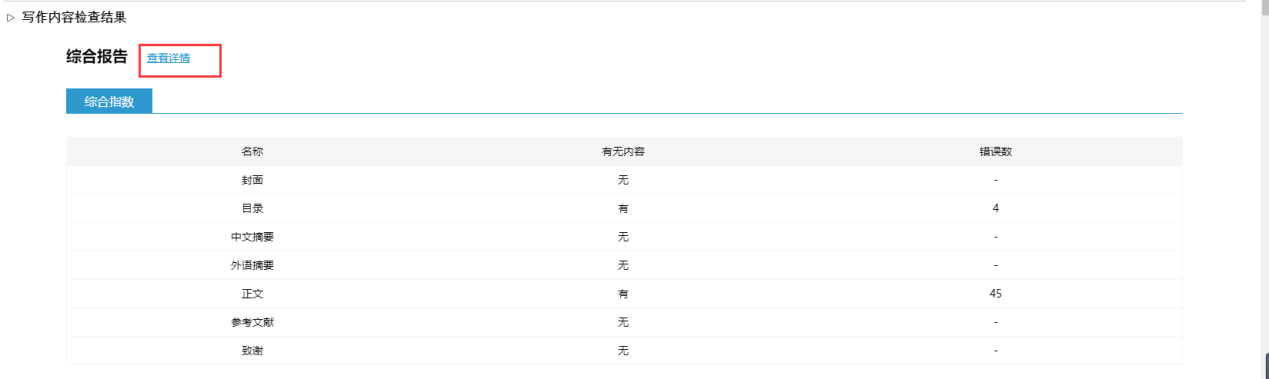 ▷ 写作内容检查结果
综合报告 查看详情
综合指数
名称 有无内容 错误数
封面 无 -
目录 有 4
中文摘要 无 -
外语摘要 无 -
正文 有 45
参考文献 无 -
致谢 无 -